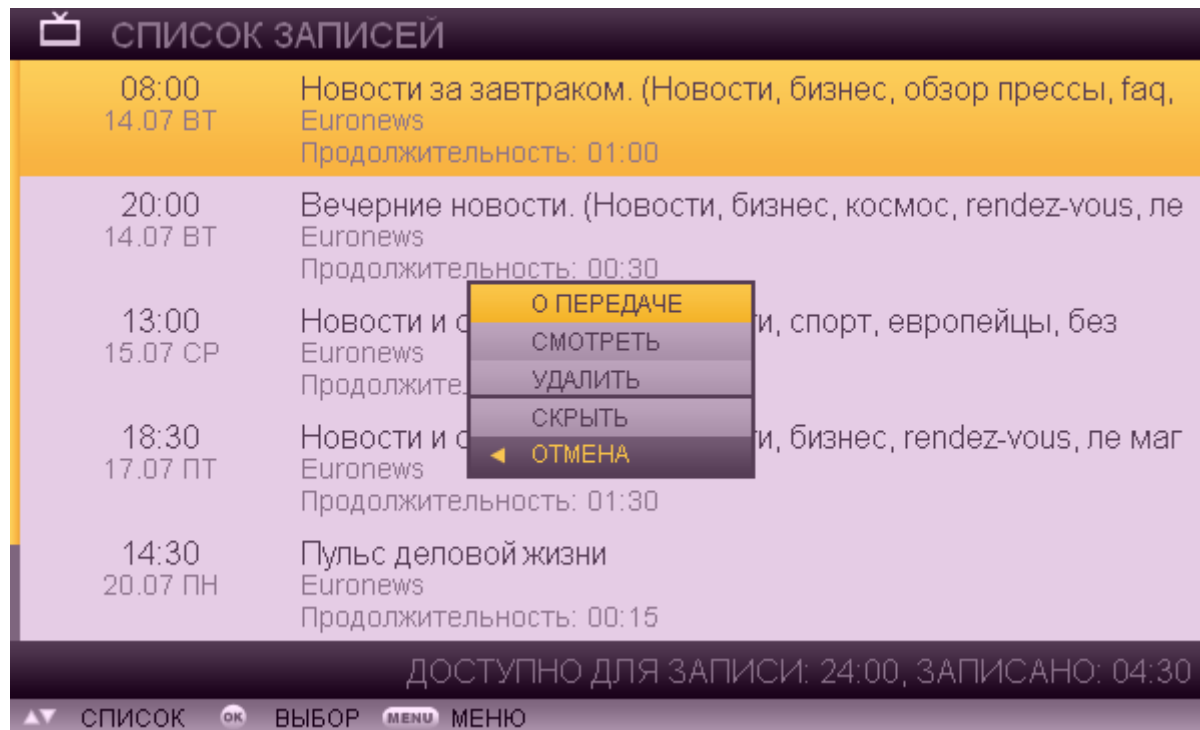 СПИСОК ЗАПИСЕЙ
08:00 Новости за завтраком. (Новости, бизнес, обзор прессы, faq,
14.07 ВТ Euronews
Продолжительность: 01:00
20:00 Вечерние новости. (Новости, бизнес, космос, rendez-vous, ле
14.07 ВТ Euronews
Продолжительность: 00:30
13:00 Новости и спорт, европейцы, без
15.07 СР Euronews
18:30 Новости и бизнес, rendez-vous, ле маг
17.07 ПТ Euronews
Продолжительность: 01:30
14:30 Пульс деловой жизни
20.07 ПН Euronews
Продолжительность: 00:15
О ПЕРЕДАЧЕ
СМОТРЕТЬ
УДАЛИТЬ
СКРЫТЬ
◄ ОТМЕНА
ДОСТУПНО ДЛЯ ЗАПИСИ: 24:00, ЗАПИСАНО: 04:30
СПИСОК OK ВЫБОР MENU МЕНЮ